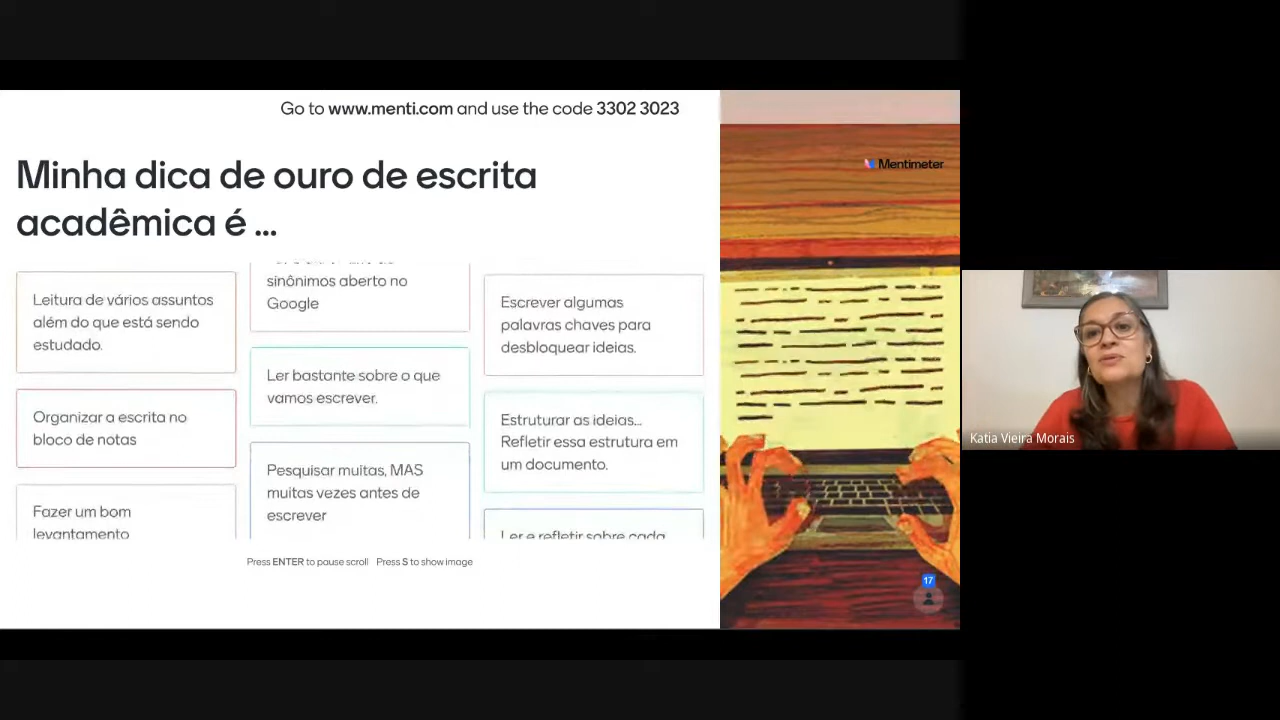 Go to www.menti.com and use the code 3302 3023
Minha dica de ouro de escrita
acadêmica é ...
Mentimeter
Leitura de vários assuntos
além do que está sendo
estudado.
Organizar a escrita no
bloco de notas
Fazer um bom
levantamento
sinônimos aberto no
Google
Ler bastante sobre o que
vamos escrever.
Pesquisar muitas, MAS
muitas vezes antes de
escrever
Escrever algumas
palavras chaves para
desbloquear ideias.
Estruturar as ideias...
Refletir essa estrutura em
um documento.
Ler e refletir sobre cada
Press ENTER to pause scroll Press S to show image
17
Katia Vieira Morais